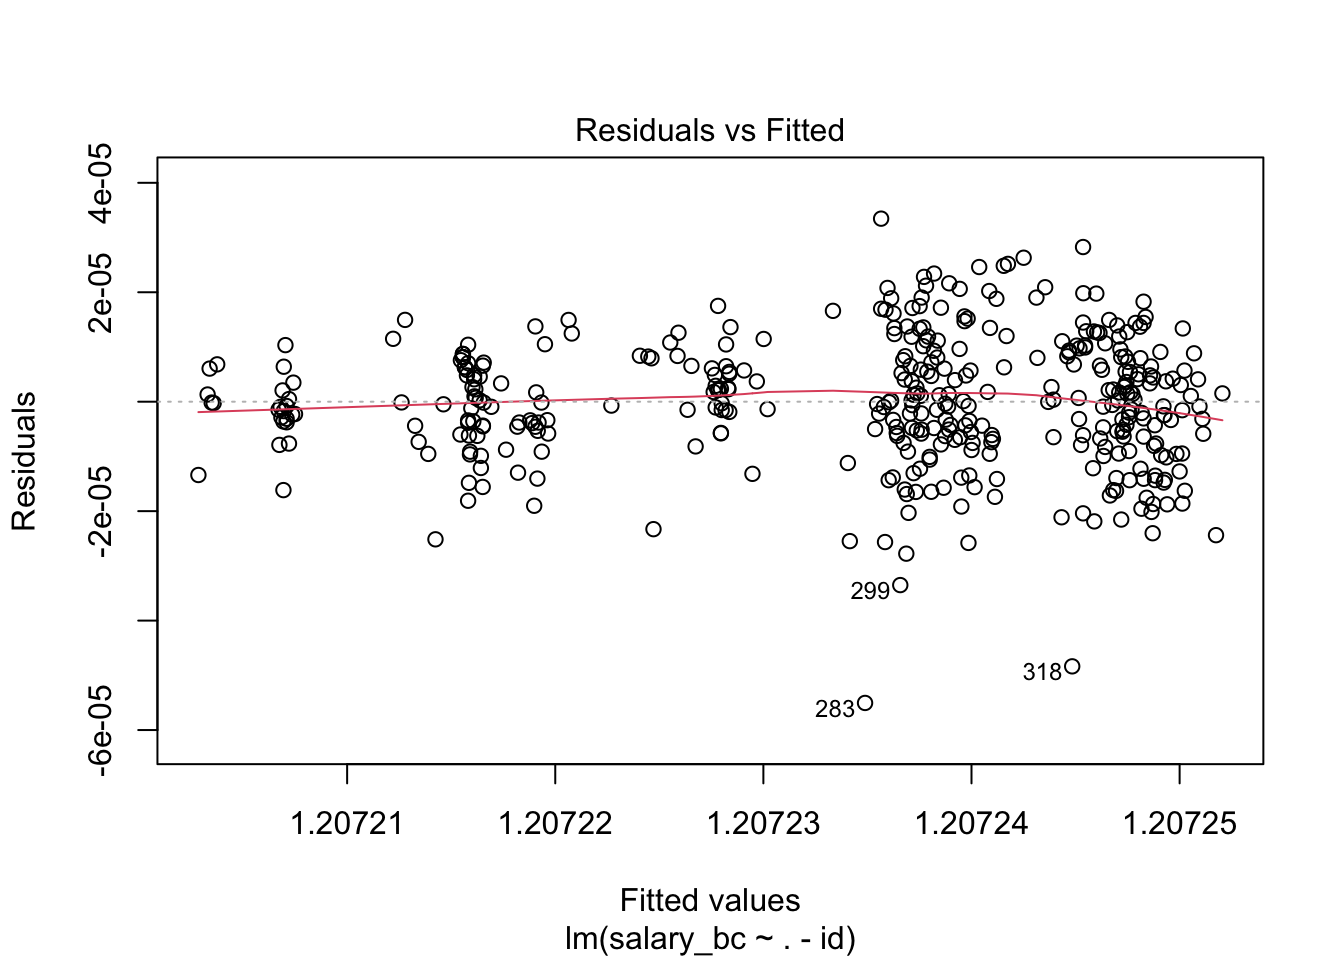 Residuals vs Fitted
Residuals
4e-05
2e-05
-2e-05
-6e-05
299
318
283
1.20721
1.20722
1.20723
1.20724
1.20725
Fitted values
lm(salary_bc ~ . - id)